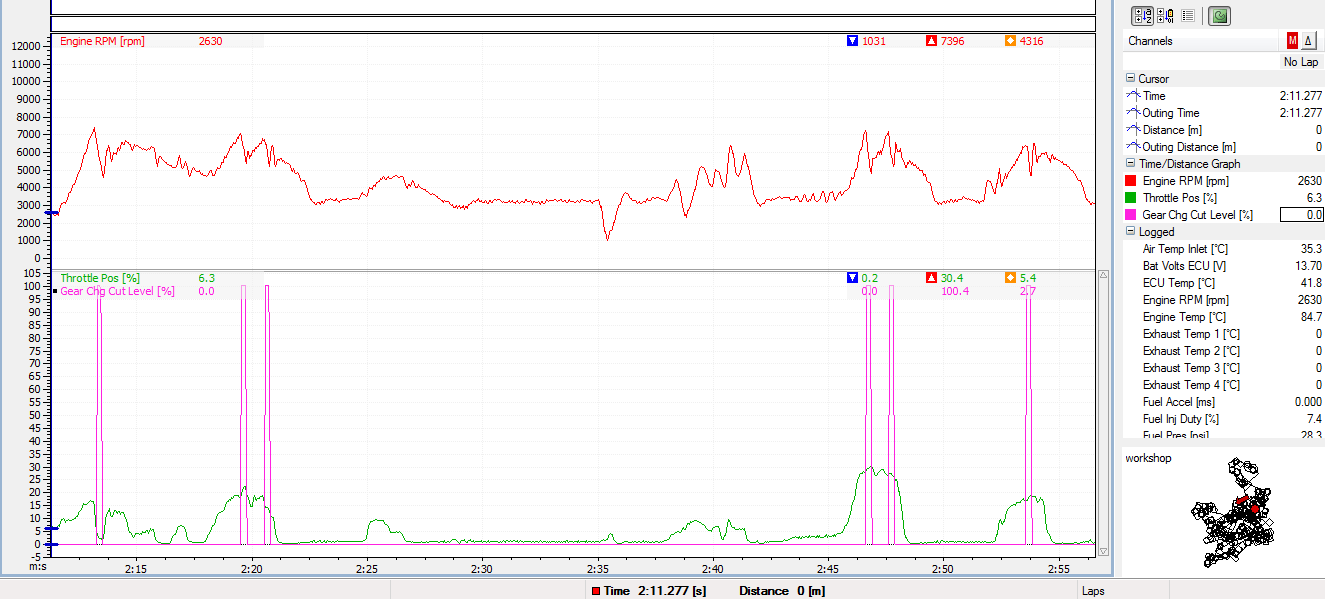 Engine RPM [rpm] 2630 1031 7396 4316
12000
11000
10000
9000
8000
7000
6000
5000
4000
3000
2000
1000
0
Throttle Pos [%] 6.3 0.2 30.4 5.4
Gear Chg Cut Level [%] 0.0 0.0 100.4 2.7
105
100
95
90
85
80
75
70
65
60
55
50
45
40
35
30
25
20
15
10
5
0
-5
m:s 2:15 2:20 2:25 2:30 2:35 2:40 2:45 2:50 2:55
Channels M Δ
No Lap
Cursor
Time 2:11.277
Outing Time 2:11.277
Distance [m] 0
Outing Distance [m] 0
Time/Distance Graph
Engine RPM [rpm] 2630
Throttle Pos [%] 6.3
Gear Chg Cut Level [%] 0.0
Logged
Air Temp Inlet [°C] 35.3
Bat Volts ECU [V] 13.70
ECU Temp [°C] 41.8
Engine RPM [rpm] 2630
Engine Temp [°C] 84.7
Exhaust Temp 1 [°C] 0
Exhaust Temp 2 [°C] 0
Exhaust Temp 3 [°C] 0
Exhaust Temp 4 [°C] 0
Fuel Accel [ms] 0.000
Fuel Inj Duty [%] 7.4
Fuel Pres [psi] 28.3
workshop
Time 2:11.277 [s] Distance 0 [m] Laps